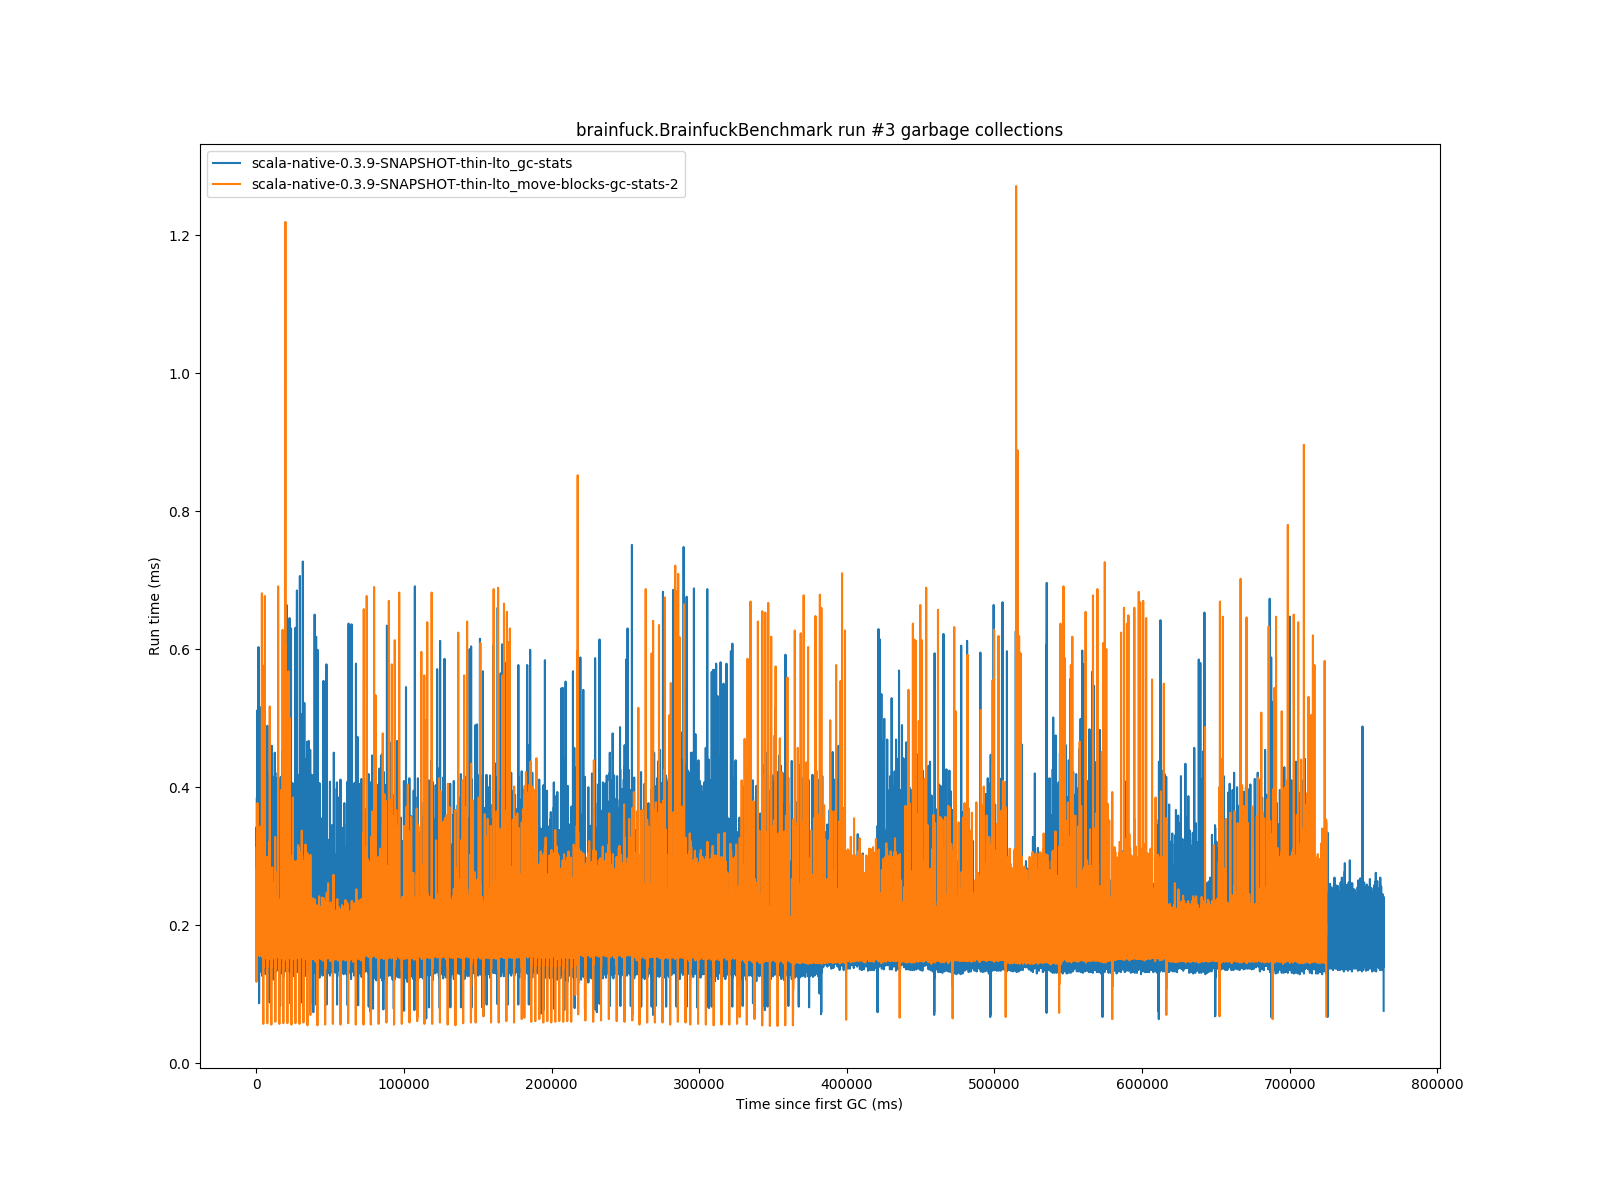 brainfuck.BrainfuckBenchmark run #3 garbage collections
scala-native-0.3.9-SNAPSHOT-thin-lto_gc-stats
scala-native-0.3.9-SNAPSHOT-thin-lto_move-blocks-gc-stats-2
1.2
1.0
0.8
0.6
0.4
0.2
0.0
Run time (ms)
0 100000 200000 300000 400000 500000 600000 700000 800000
Time since first GC (ms)